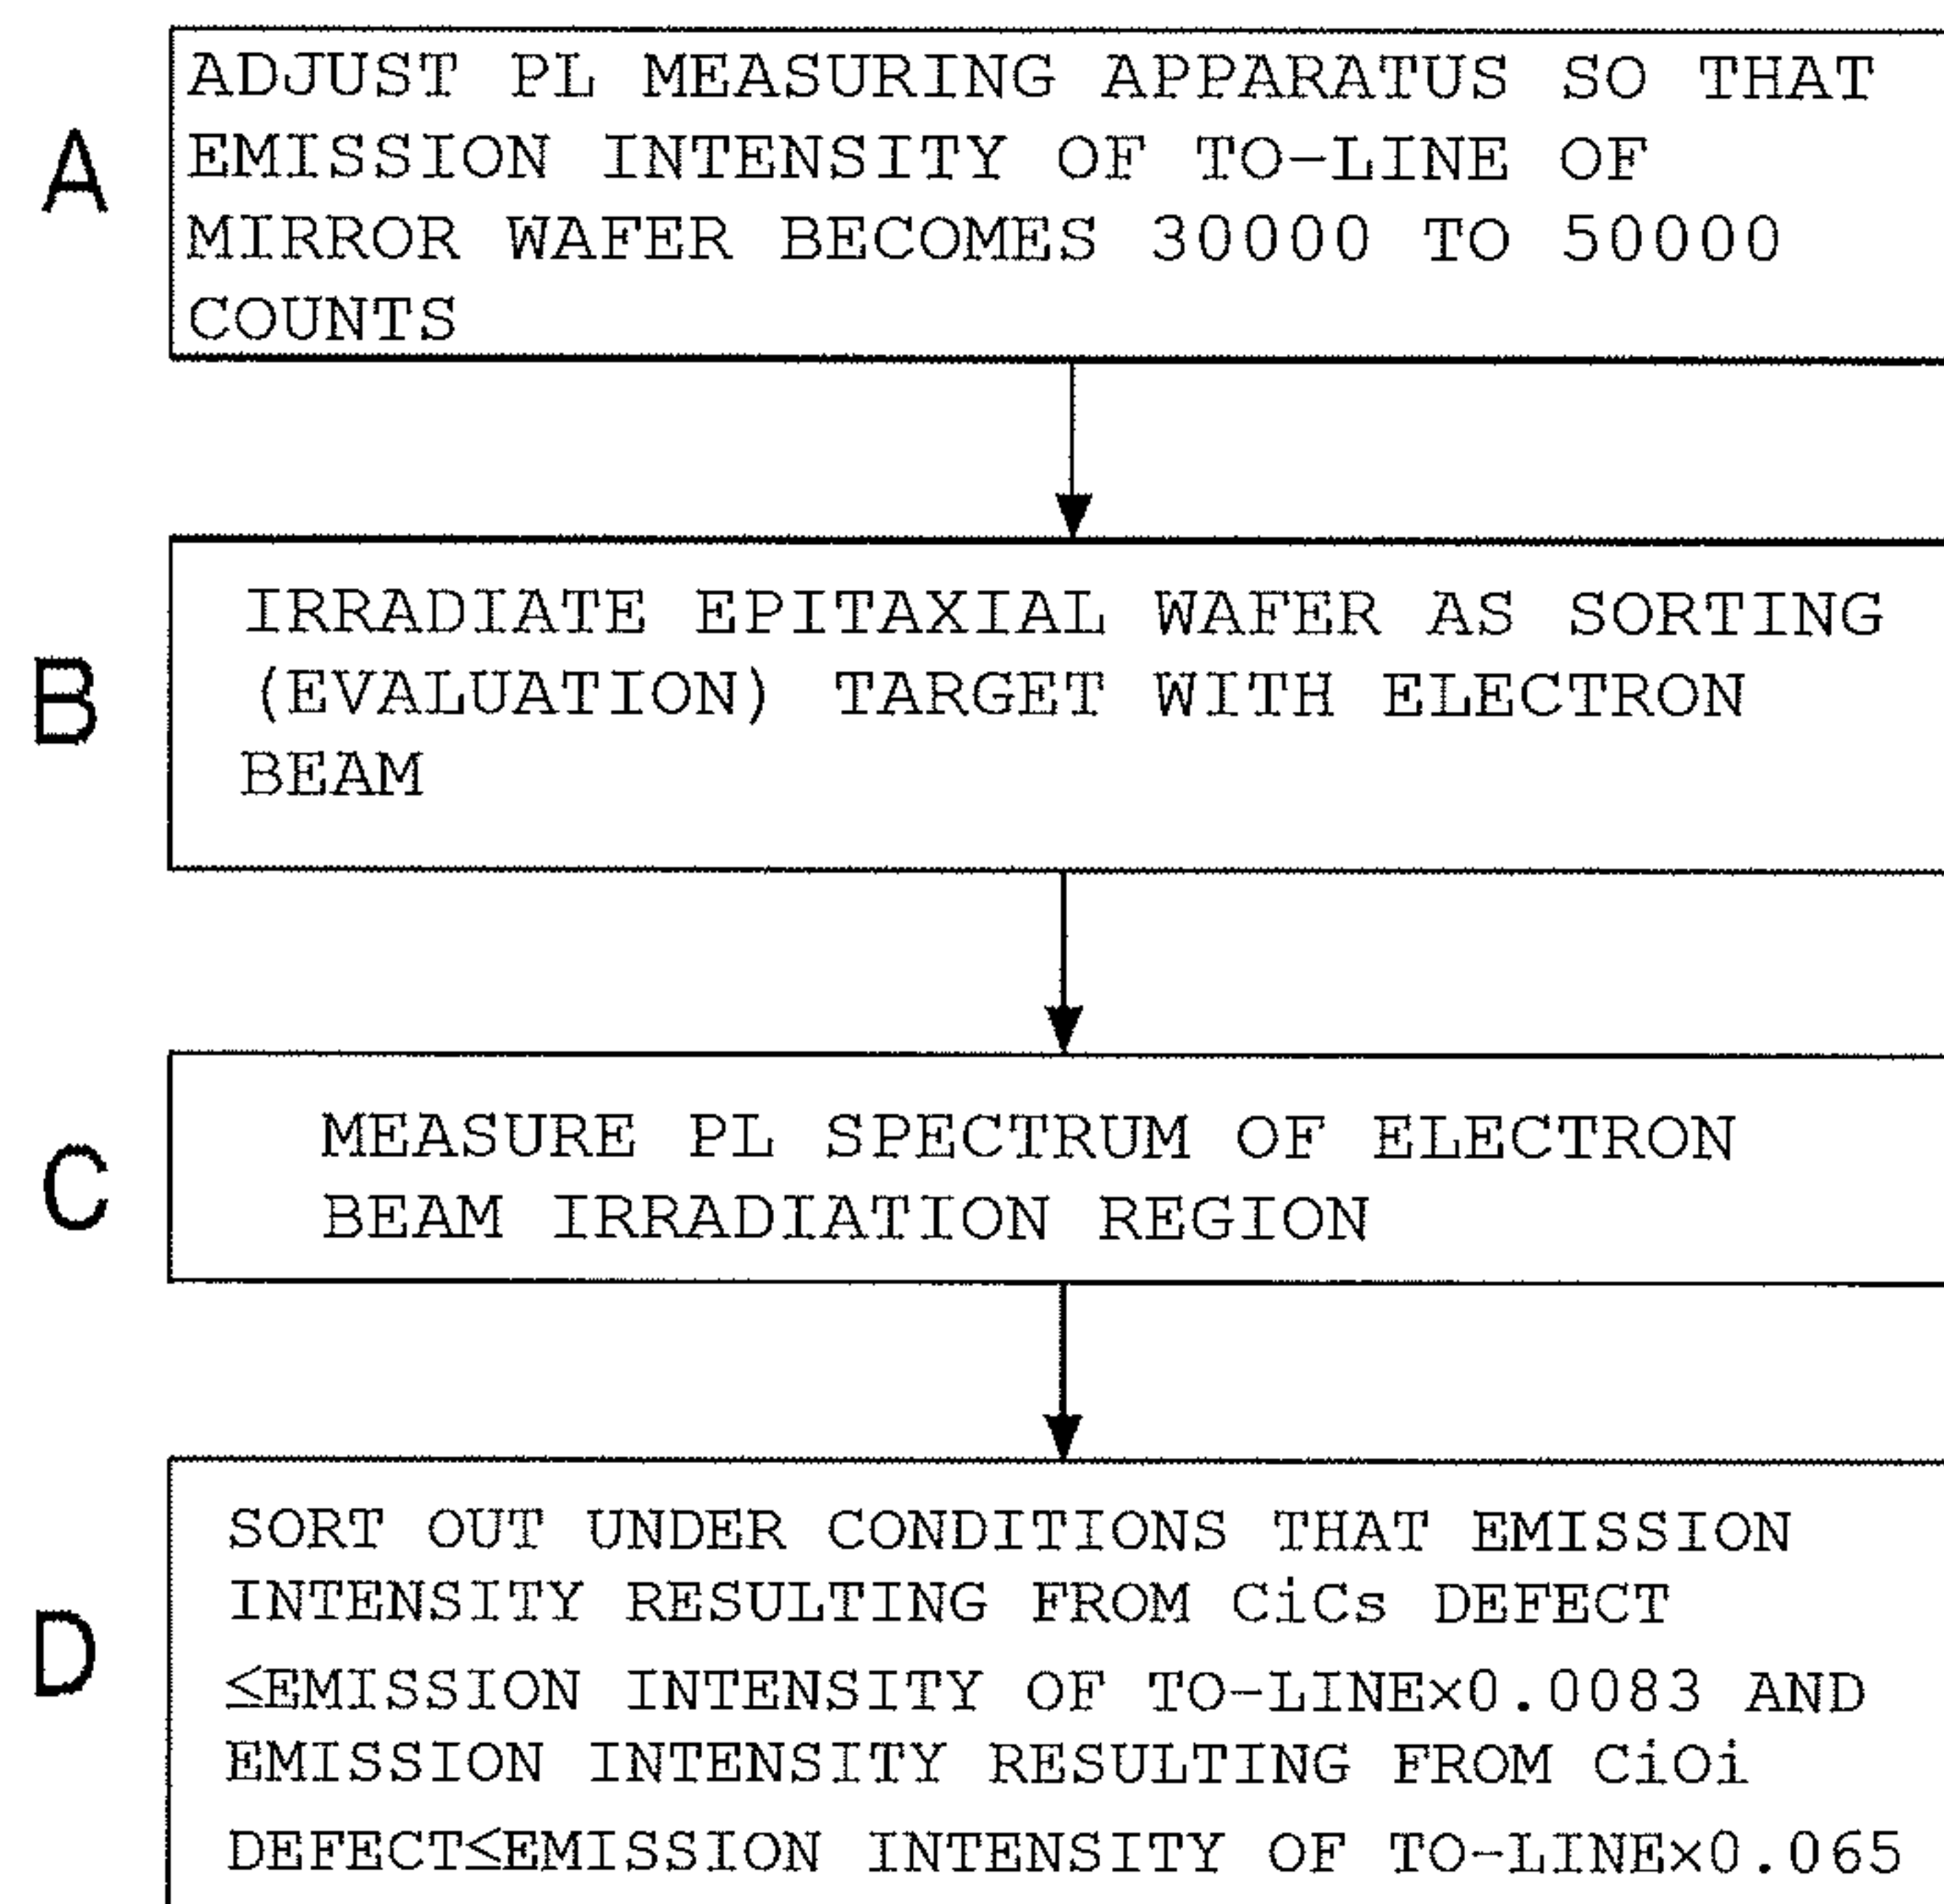 A
ADJUST PL MEASURING APPARATUS SO THAT
EMISSION INTENSITY OF TO-LINE OF
MIRROR WAFER BECOMES 30000 TO 50000
COUNTS
B
IRRADIATE EPITAXIAL WAFER AS SORTING
(EVALUATION) TARGET WITH ELECTRON
BEAM
C
MEASURE PL SPECTRUM OF ELECTRON
BEAM IRRADIATION REGION
D
SORT OUT UNDER CONDITIONS THAT EMISSION
INTENSITY RESULTING FROM CiCs DEFECT
≤EMISSION INTENSITY OF TO-LINE×0.0083 AND
EMISSION INTENSITY RESULTING FROM CiOi
DEFECT≤EMISSION INTENSITY OF TO-LINE×0.065